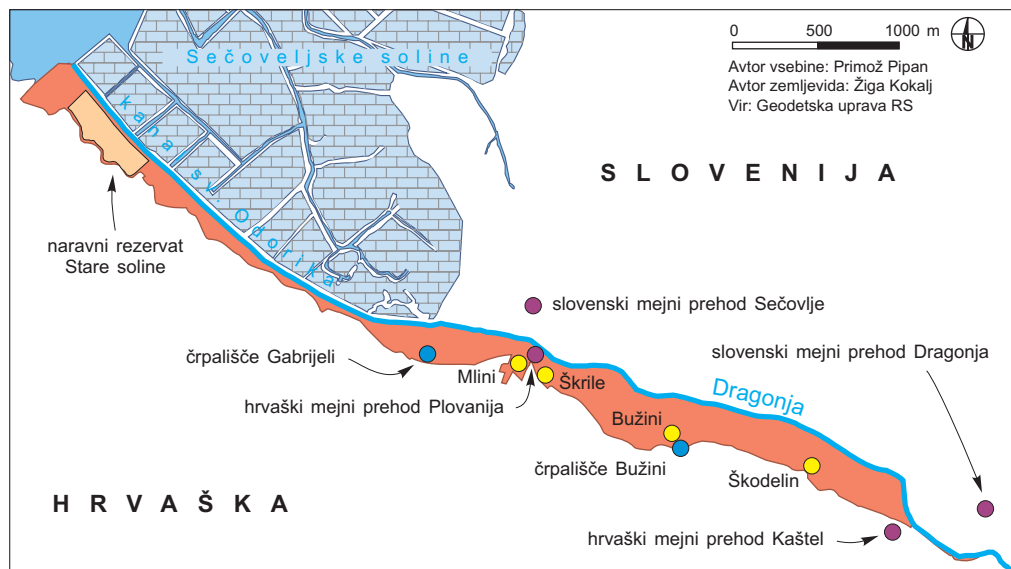 Sečoveljske soline
0 500 1000 m
N
Avtor vsebine: Primož Pipan
Avtor zemljevida: Žiga Kokalj
Vir: Geodetska uprava RS
kanal sv. Odorika
SLOVENIJA
naravni rezervat
Stare soline
slovenski mejni prehod Sečovlje
črpališče Gabrijeli
slovenski mejni prehod Dragonja
Mlini
Škrile
hrvaški mejni prehod Plovanija
Dragonja
Bužini
črpališče Bužini
Škodelin
HRVAŠKA
hrvaški mejni prehod Kaštel